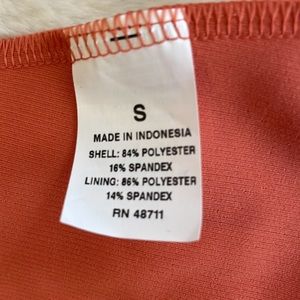 S
MADE IN INDONESIA
SHELL: 84% POLYESTER
16% SPANDEX
LINING: 86% POLYESTER
14% SPANDEX
RN 48711